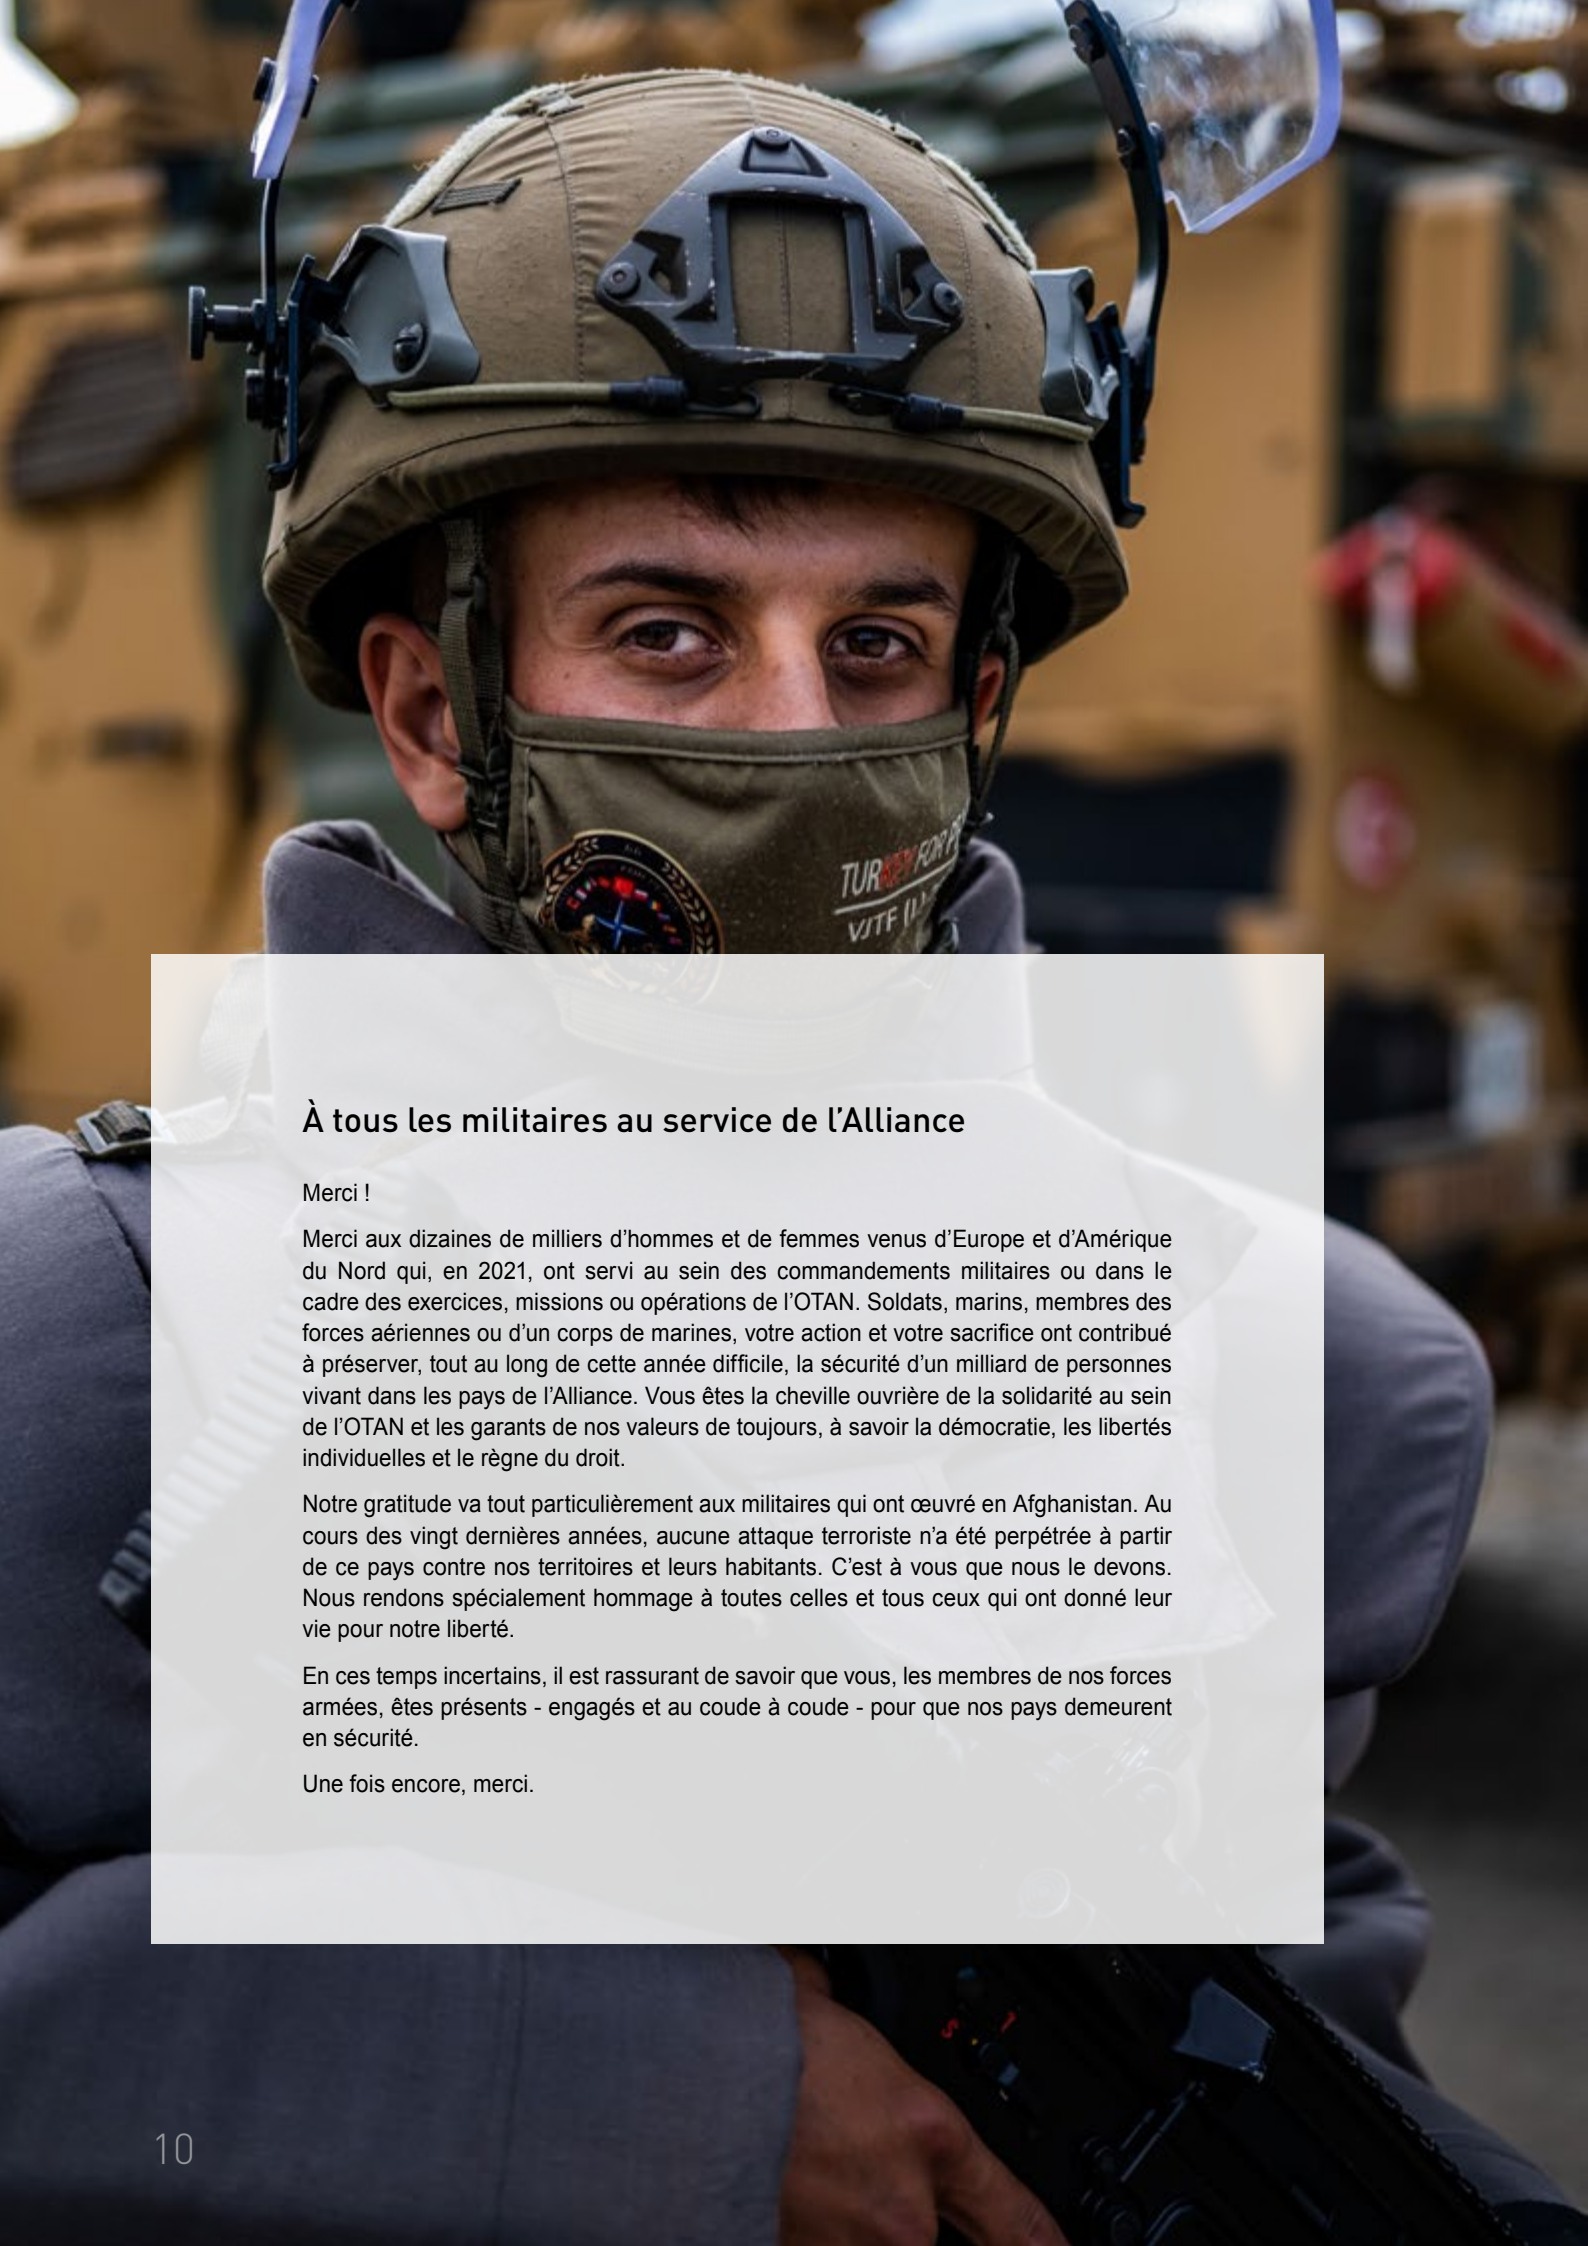 TURKEY FOR
VJTF
À tous les militaires au service de l’Alliance
Merci !
Merci aux dizaines de milliers d’hommes et de femmes venus d’Europe et d’Amérique
du Nord qui, en 2021, ont servi au sein des commandements militaires ou dans le
cadre des exercices, missions ou opérations de l’OTAN. Soldats, marins, membres des
forces aériennes ou d’un corps de marines, votre action et votre sacrifice ont contribué
à préserver, tout au long de cette année difficile, la sécurité d’un milliard de personnes
vivant dans les pays de l’Alliance. Vous êtes la cheville ouvrière de la solidarité au sein
de l’OTAN et les garants de nos valeurs de toujours, à savoir la démocratie, les libertés
individuelles et le règne du droit.
Notre gratitude va tout particulièrement aux militaires qui ont œuvré en Afghanistan. Au
cours des vingt dernières années, aucune attaque terroriste n’a été perpétrée à partir
de ce pays contre nos territoires et leurs habitants. C’est à vous que nous le devons.
Nous rendons spécialement hommage à toutes celles et tous ceux qui ont donné leur
vie pour notre liberté.
En ces temps incertains, il est rassurant de savoir que vous, les membres de nos forces
armées, êtes présents - engagés et au coude à coude - pour que nos pays demeurent
en sécurité.
Une fois encore, merci.
S
1
10